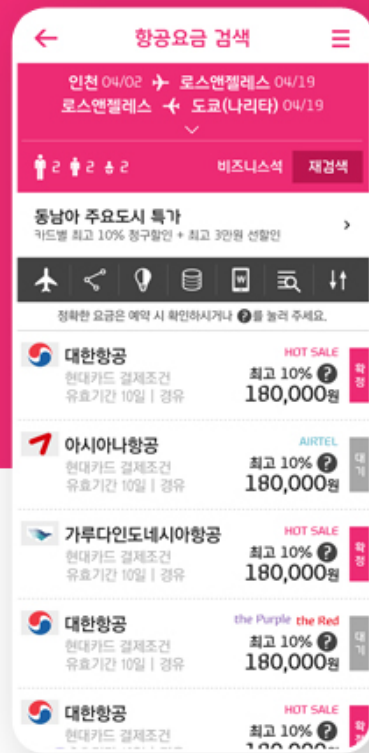 항공요금 검색
인천 04/02 로스앤젤레스 04/19
로스앤젤레스 도쿄(나리타) 04/19
2 2 2 비즈니스석 재검색
동남아 주요도시 특가
카드별 최고 10% 청구할인 + 최고 3만원 선할인
W
정확한 요금은 예약 시 확인하시거나 ?를 눌러 주세요.
대한항공 HOT SALE
현대카드 결제조건 최고 10% ? 확정
유효기간 10일 | 경유 180,000원
아시아나항공 AIRTEL
현대카드 결제조건 최고 10% ? 대기
유효기간 10일 | 경유 180,000원
가루다인도네시아항공 HOT SALE
현대카드 결제조건 최고 10% ? 확정
유효기간 10일 | 경유 180,000원
대한항공 the Purple the Red
현대카드 결제조건 최고 10% ? 대기
유효기간 10일 | 경유 180,000원
대한항공 HOT SALE
현대카드 결제조건 최고 10% ? 확
180,000원